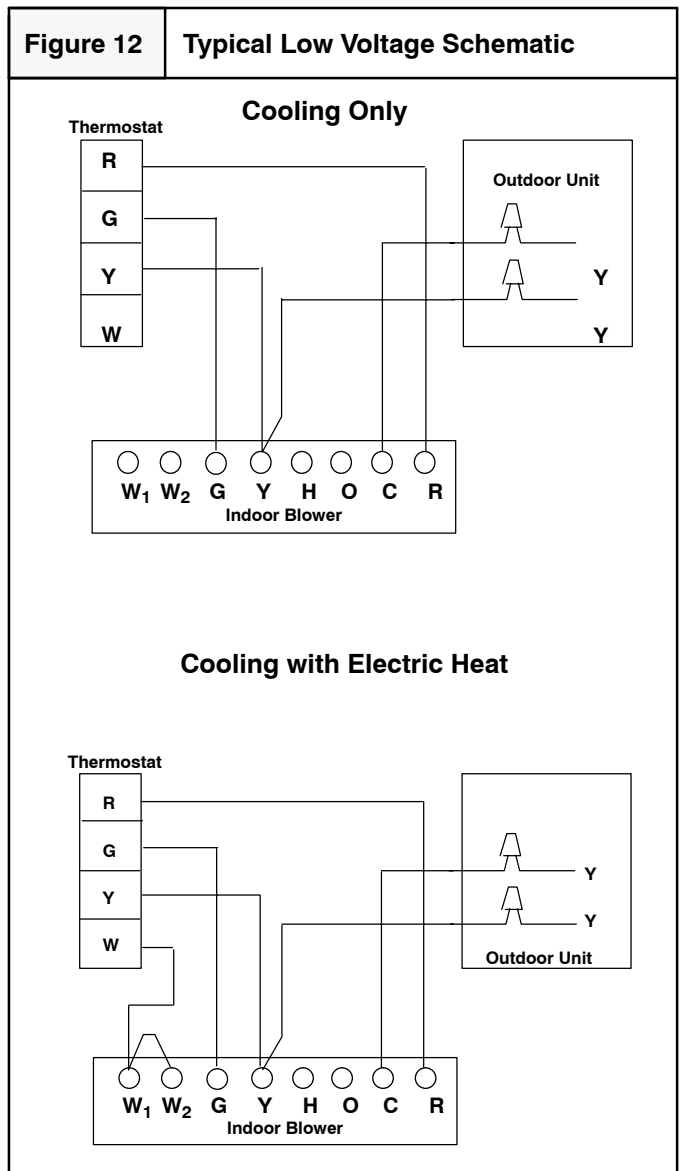 Figure 12 Typical Low Voltage Schematic
Cooling Only
Thermostat
R
G
Y
W
Outdoor Unit
Y
Y
W1 W2 G Y H O C R
Indoor Blower
Cooling with Electric Heat
Thermostat
R
G
Y
W
Y
Y
Outdoor Unit
W1 W2 G Y H O C R
Indoor Blower